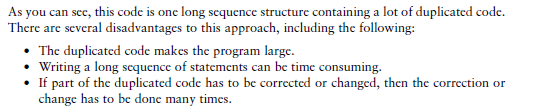 As you can see, this code is one long sequence structure containing a lot of duplicated code.
There are several disadvantages to this approach, including the following:
• The duplicated code makes the program large.
• Writing a long sequence of statements can be time consuming.
• If part of the duplicated code has to be corrected or changed, then the correction or
change has to be done many times.